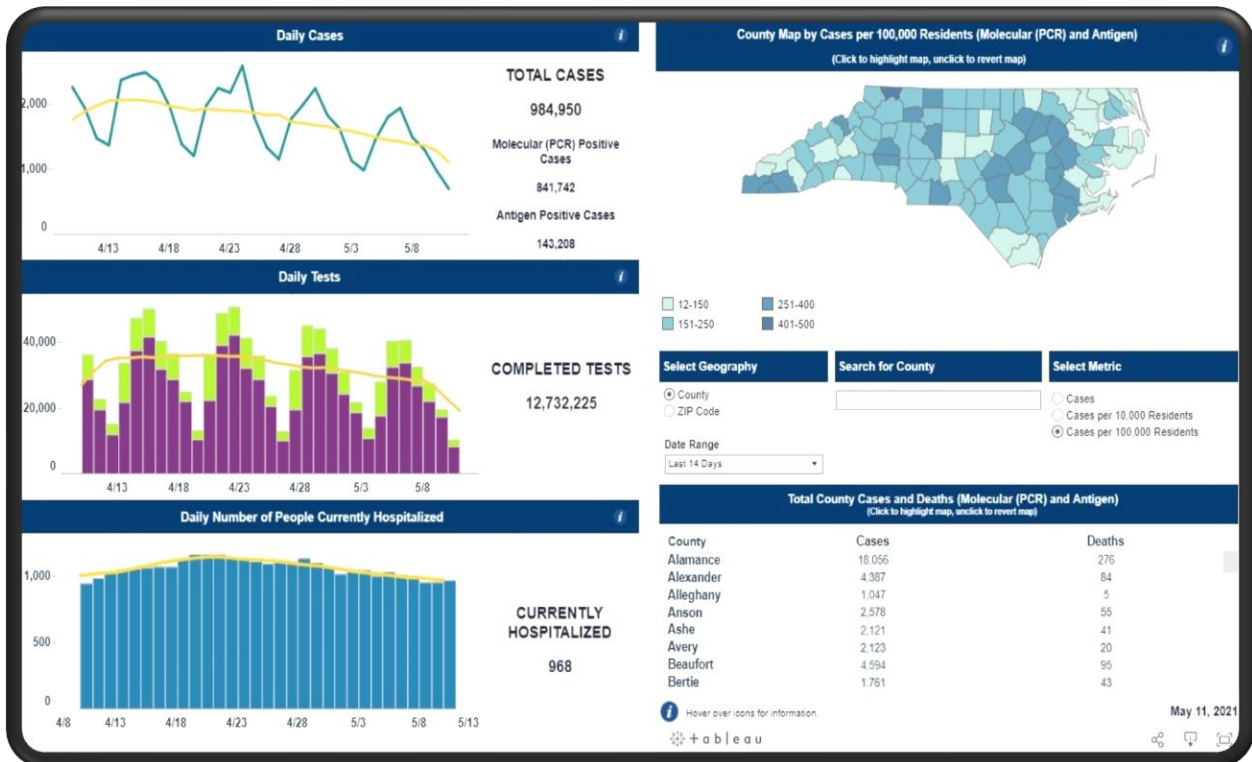 Daily Cases
i
2,000
1,000
0
4/13 4/18 4/23 4/28 5/3 5/8
TOTAL CASES
984,950
Molecular (PCR) Positive
Cases
841,742
Antigen Positive Cases
143,208
Daily Tests
i
40,000
20,000
0
4/13 4/18 4/23 4/28 5/3 5/8
COMPLETED TESTS
12,732,225
Daily Number of People Currently Hospitalized
i
1,000
500
0
4/8 4/13 4/18 4/23 4/28 5/3 5/8 5/13
CURRENTLY
HOSPITALIZED
968
County Map by Cases per 100,000 Residents (Molecular (PCR) and Antigen)
(Click to highlight map, unclick to revert map)
i
12-150 251-400
151-250 401-500
Select Geography
County
ZIP Code
Date Range
Last 14 Days
Search for County
Select Metric
Cases
Cases per 10,000 Residents
Cases per 100,000 Residents
Total County Cases and Deaths (Molecular (PCR) and Antigen)
(Click to highlight map, unclick to revert map)
County Cases Deaths
Alamance 18,056 276
Alexander 4,387 84
Alleghany 1,047 5
Anson 2,578 55
Ashe 2,121 41
Avery 2,123 20
Beaufort 4,594 95
Bertie 1,761 43
i Hover over icons for information.
May 11, 2021
+ableau